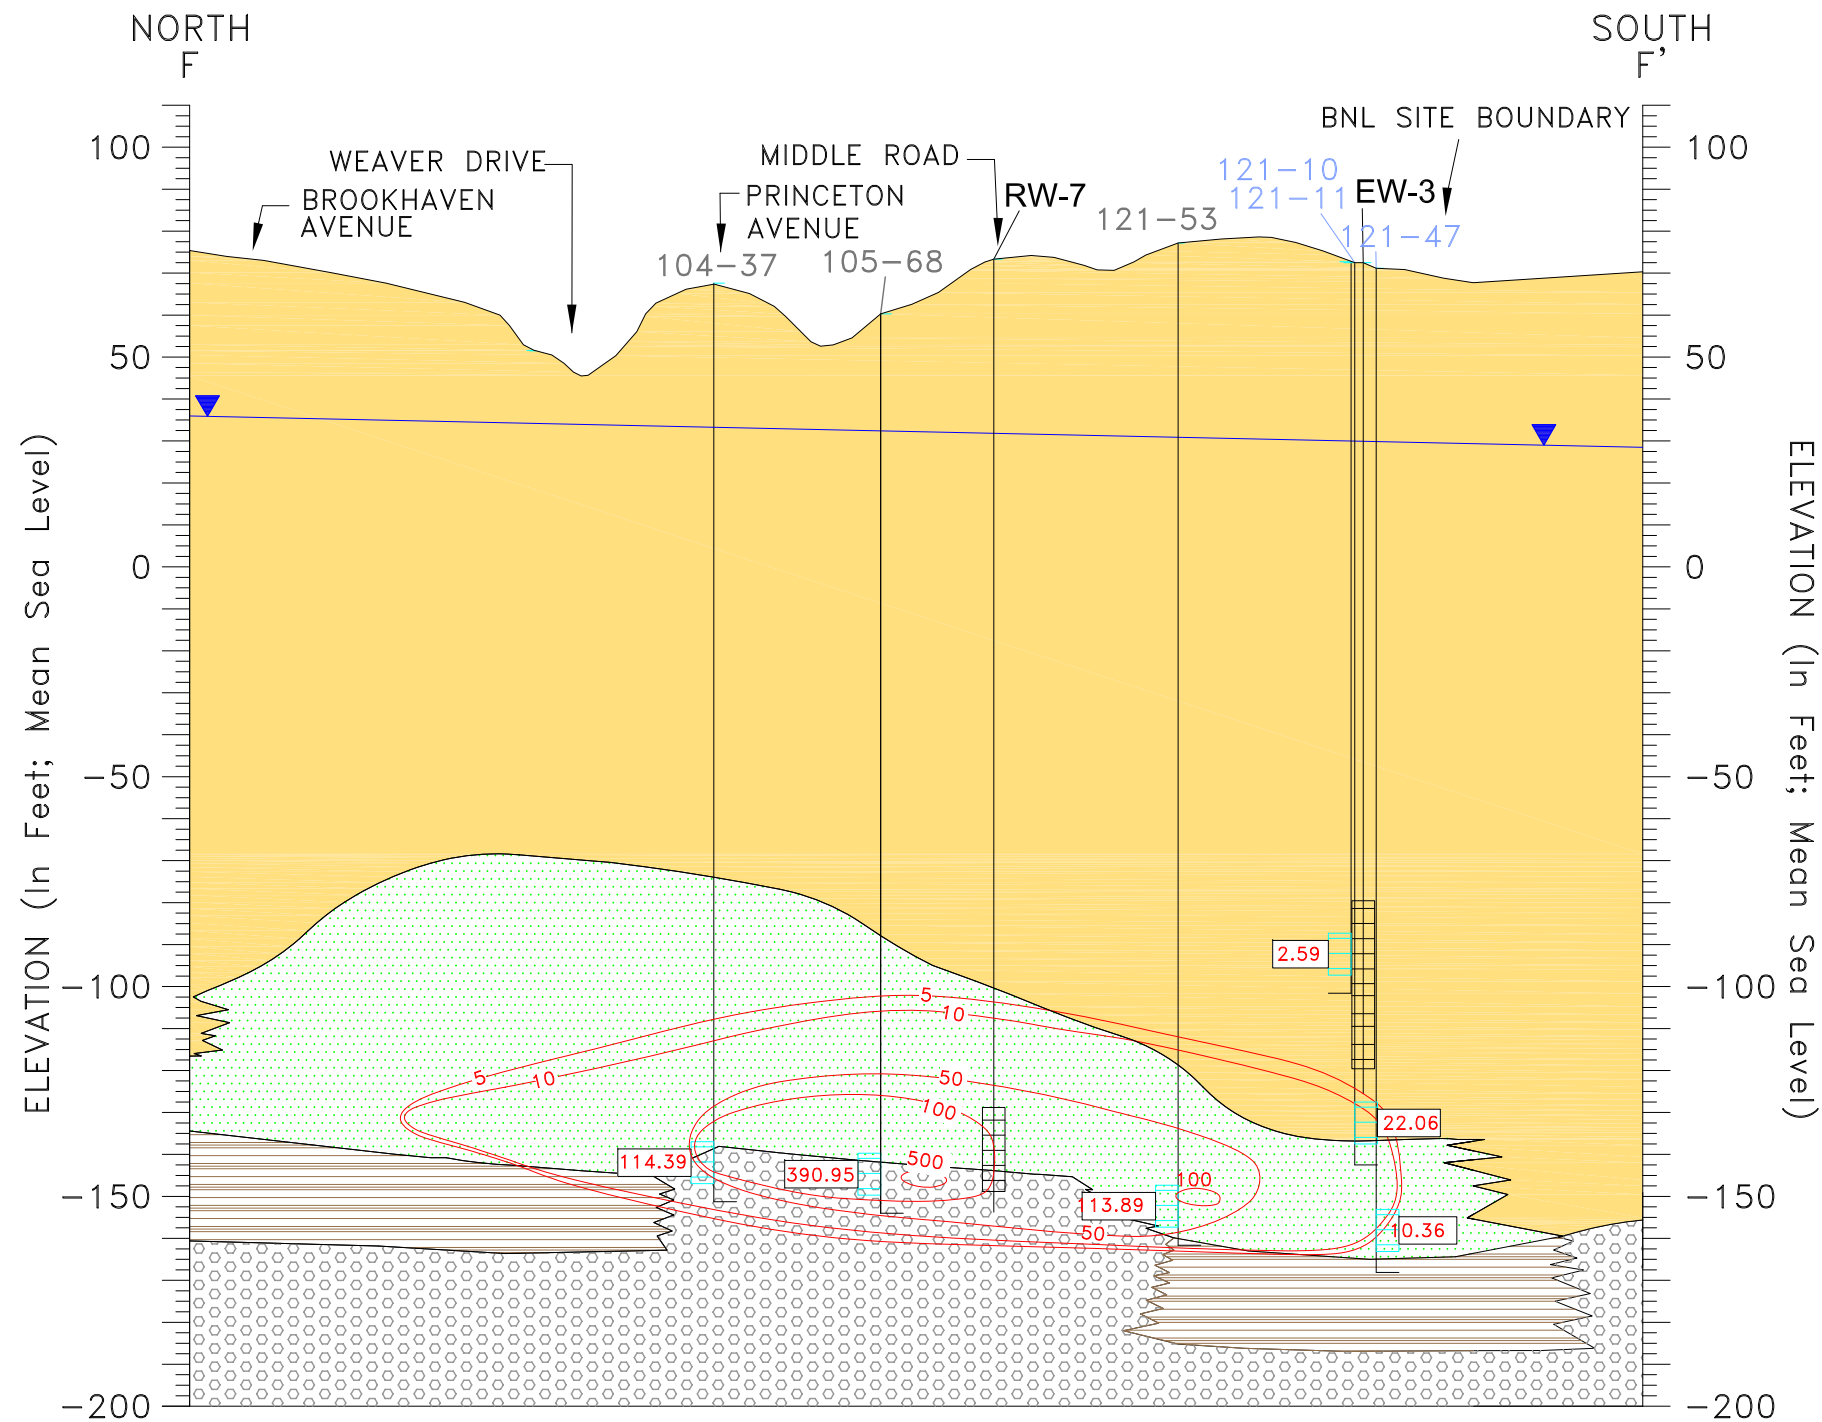 NORTH
F
SOUTH
F'
BNL SITE BOUNDARY
WEAVER DRIVE
BROOKHAVEN
AVENUE
MIDDLE ROAD
PRINCETON
AVENUE
RW-7
104-37
105-68
121-53
121-10
121-11
EW-3
121-47
100
50
0
-50
-100
-150
-200
ELEVATION (In Feet; Mean Sea Level)
100
50
0
-50
-100
-150
-200
ELEVATION (In Feet; Mean Sea Level)
2.59
5
10
5
10
50
100
22.06
114.39
390.95
500
100
113.89
50
10.36